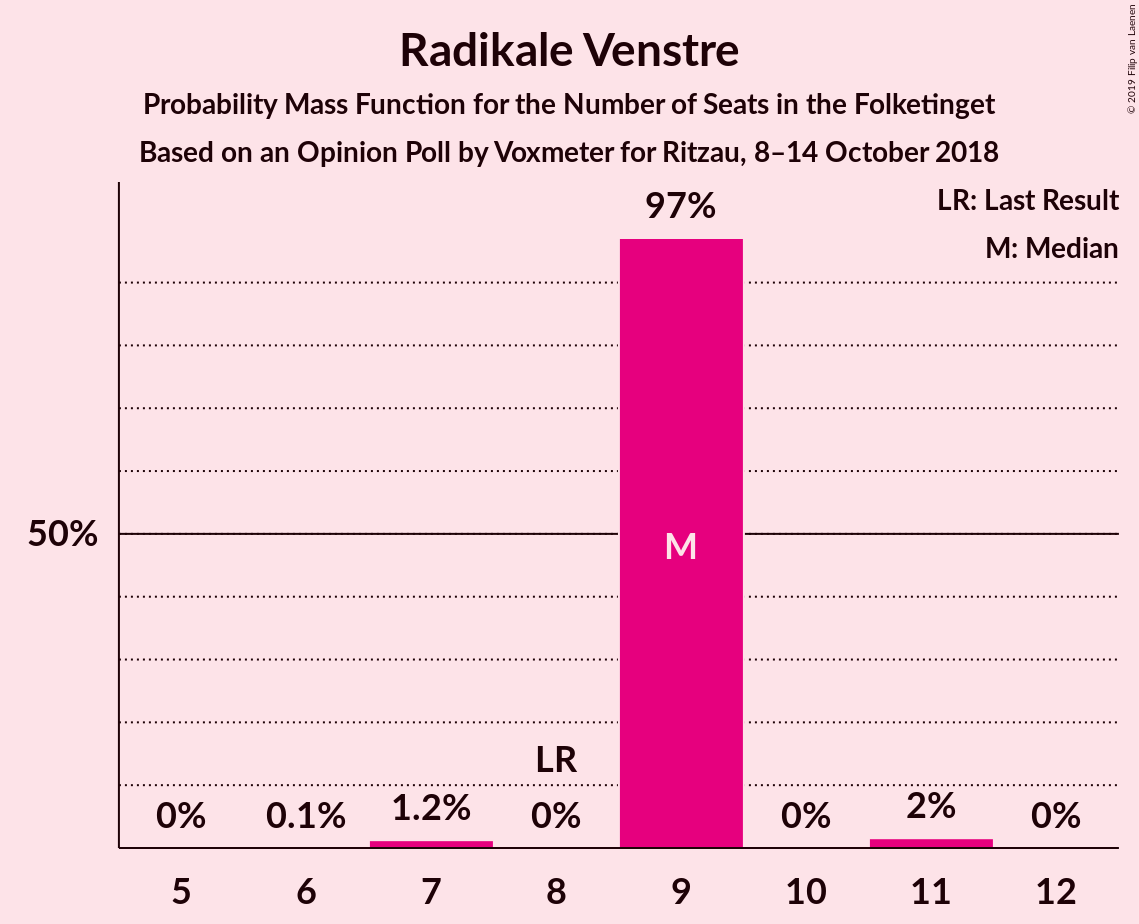 Radikale Venstre
Probability Mass Function for the Number of Seats in the Folketinget
Based on an Opinion Poll by Voxmeter for Ritzau, 8–14 October 2018
© 2019 Filip van Laenen
LR: Last Result
M: Median
97%
50%
M
LR
0%
0.1%
1.2%
0%
0%
2%
0%
5
6
7
8
9
10
11
12